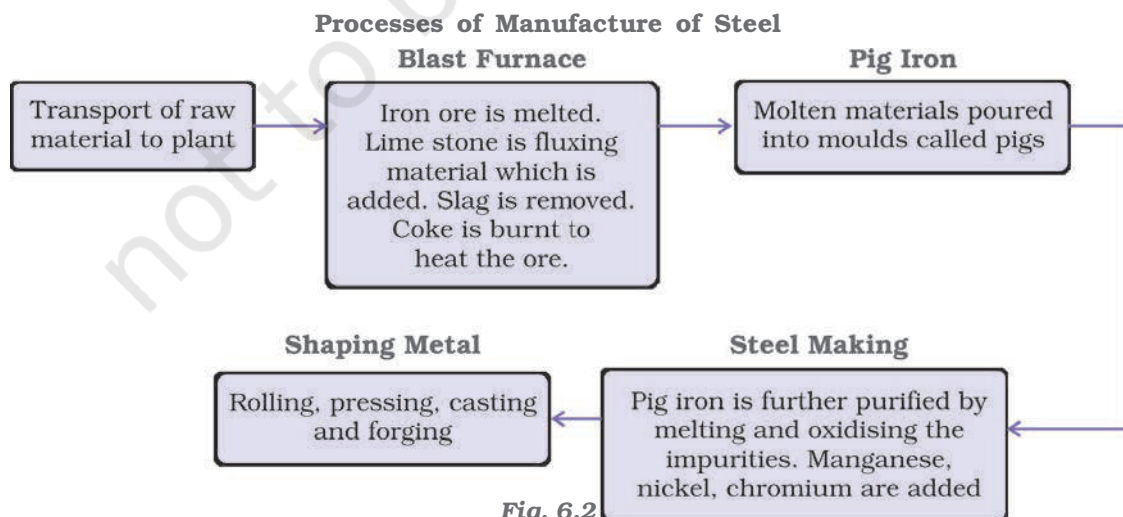 Processes of Manufacture of Steel
Blast Furnace
Pig Iron
Transport of raw
material to plant
Iron ore is melted.
Lime stone is fluxing
material which is
added. Slag is removed.
Coke is burnt to
heat the ore.
Molten materials poured
into moulds called pigs
Steel Making
Pig iron is further purified by
melting and oxidising the
impurities. Manganese,
nickel, chromium are added
Shaping Metal
Rolling, pressing, casting
and forging
Fig. 6.2
not to b